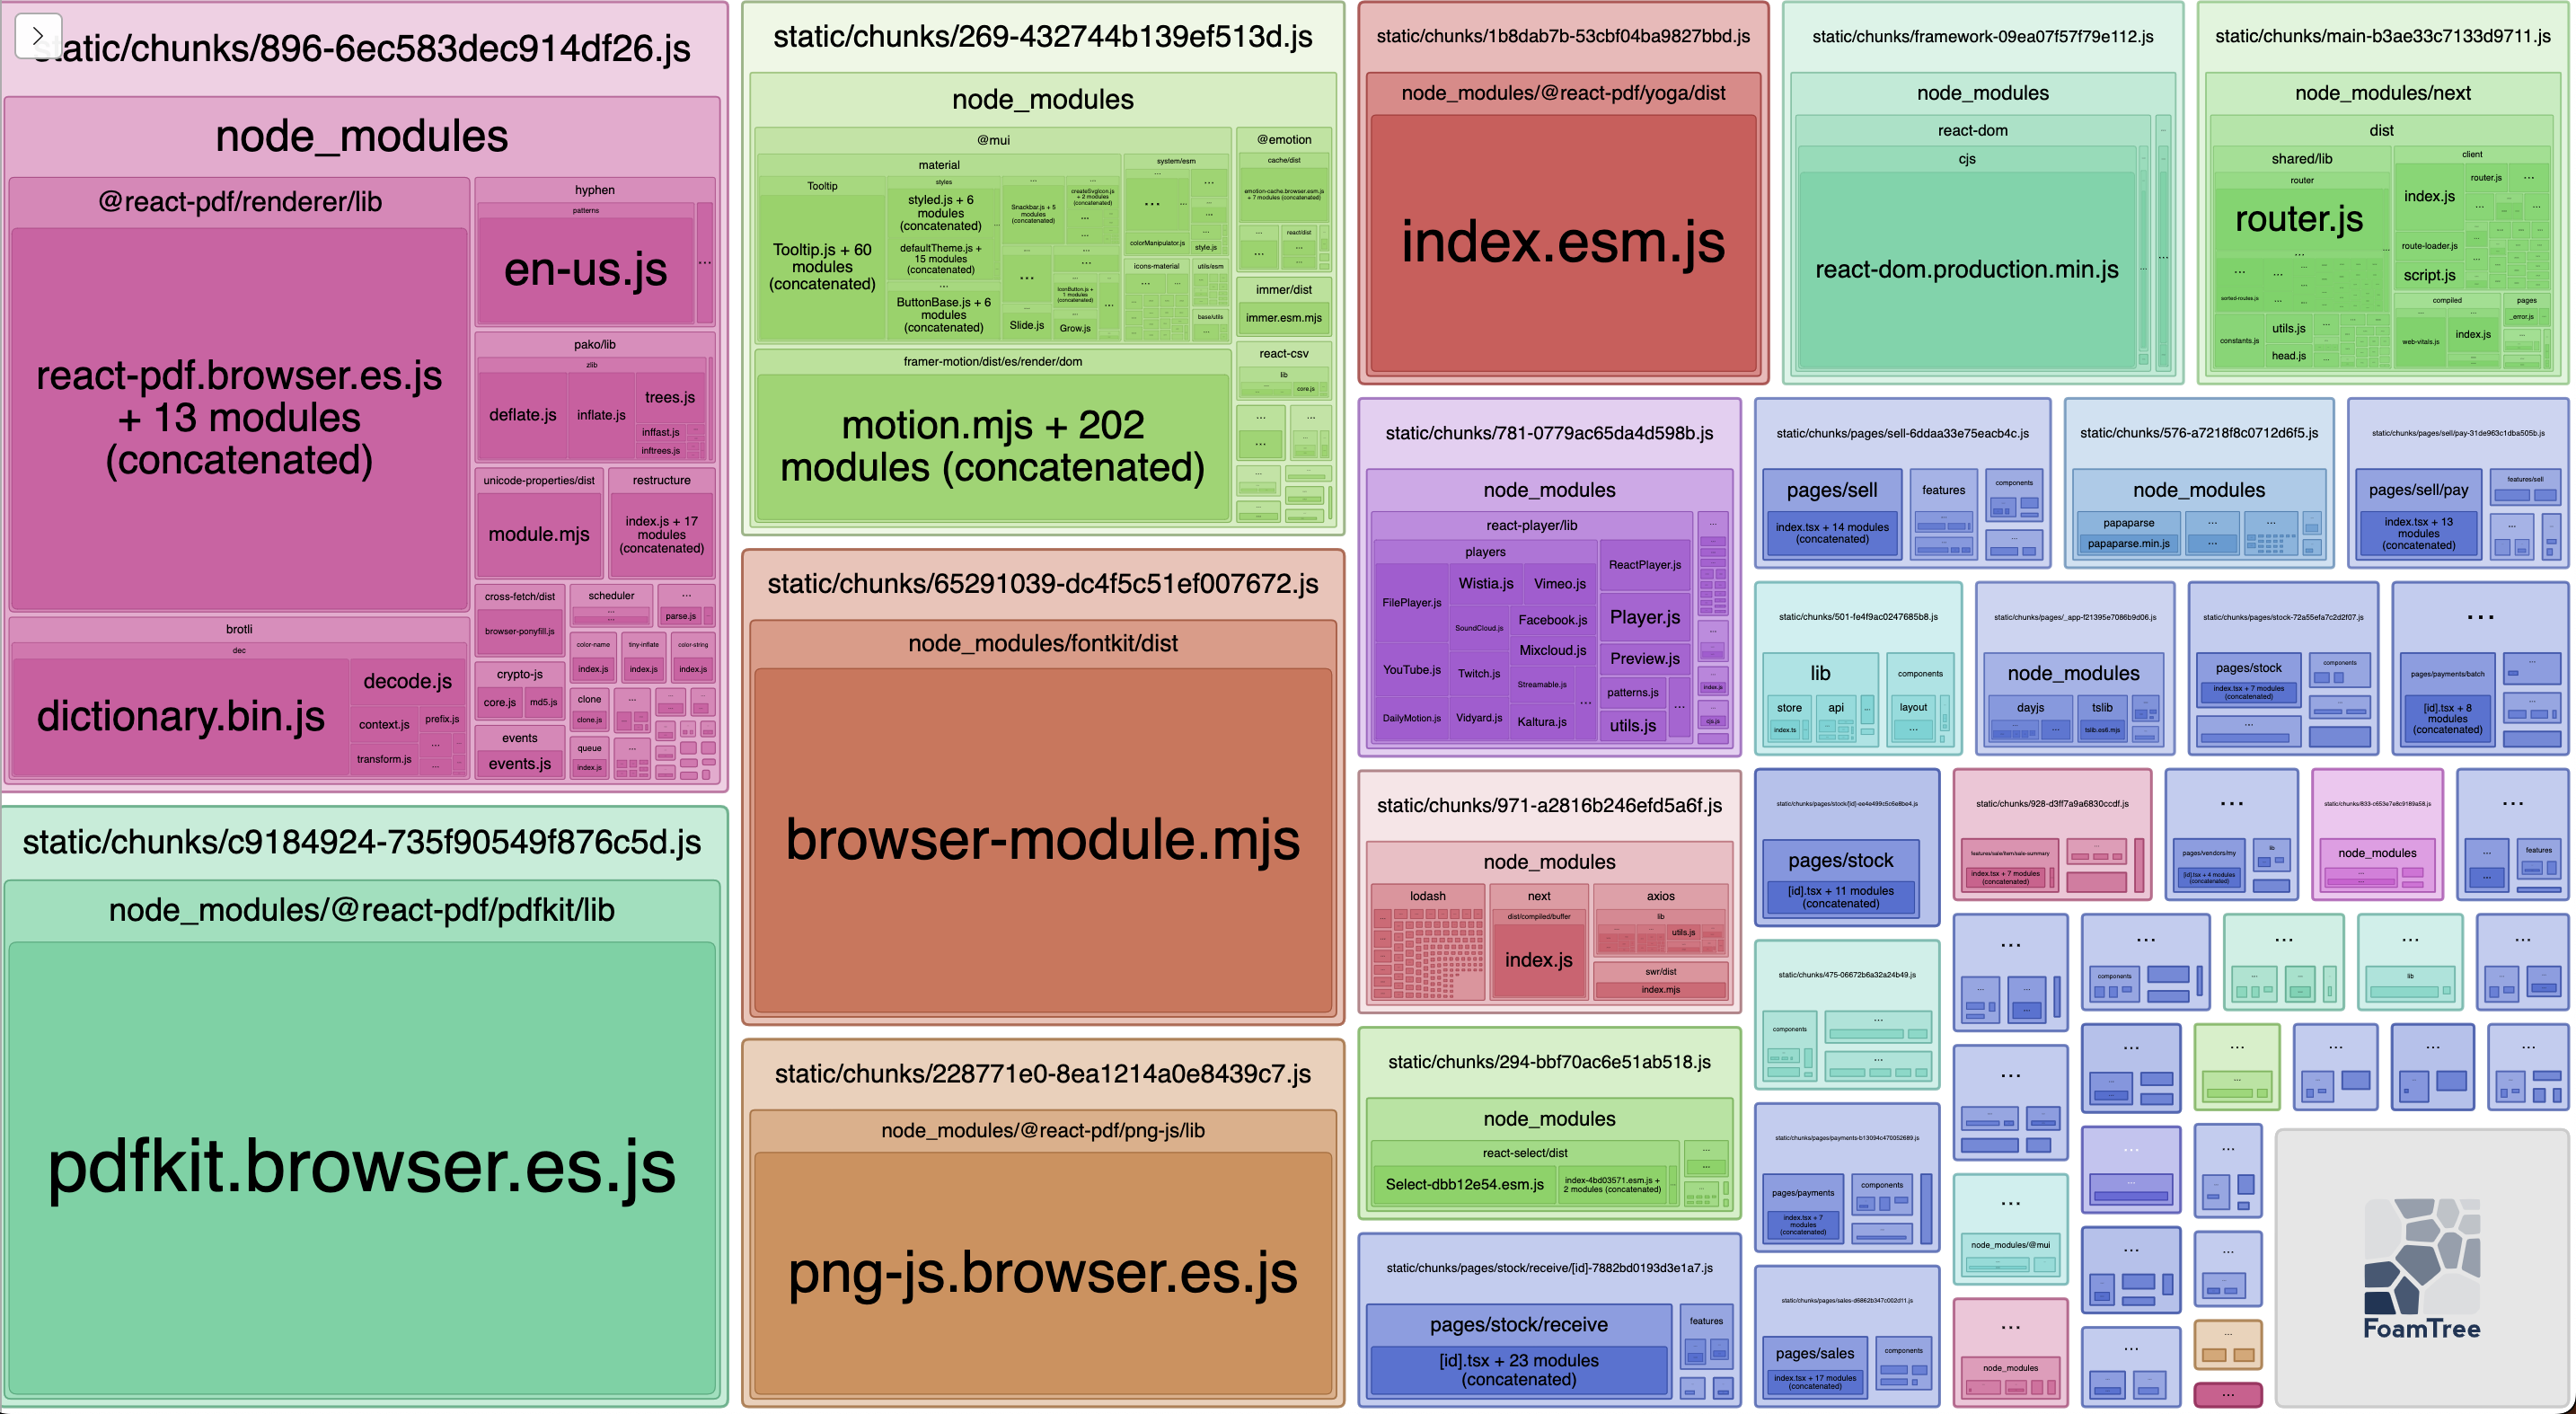 static/chunks/896-6ec583dec914df26.js
node_modules
@react-pdf/renderer/lib
react-pdf.browser.es.js
+ 13 modules
(concatenated)
hyphen
patterns
en-us.js
...
pako/lib
zlib
deflate.js
inflate.js
trees.js
inffast.js
inftrees.js
unicode-properties/dist
module.mjs
restructure
index.js + 17
modules
(concatenated)
brotli
dec
dictionary.bin.js
decode.js
context.js
prefix.js
transform.js
cross-fetch/dist
browser-ponyfill.js
scheduler
parse.js
color-name
index.js
tiny-inflate
index.js
color-string
index.js
crypto-js
core.js
md5.js
clone
clone.js
events
events.js
queue
index.js
static/chunks/c9184924-735f90549f876c5d.js
node_modules/@react-pdf/pdfkit/lib
pdfkit.browser.es.js
static/chunks/269-432744b139ef513d.js
node_modules
@mui
material
Tooltip
Tooltip.js + 60
modules
(concatenated)
styles
styled.js + 6
modules
(concatenated)
defaultTheme.js +
15 modules
(concatenated)
ButtonBase.js + 6
modules
(concatenated)
Snackbar.js + 5
modules
(concatenated)
createSvgIcon.js
+ 2 modules
(concatenated)
Slide.js
IconButton.js +
1 modules
(concatenated)
Grow.js
system/esm
colorManipulator.js
style.js
icons-material
utils/esm
base/utils
@emotion
cache/dist
emotion-cache.browser.esm.js
+ 7 modules (concatenated)
react/dist
immer/dist
immer.esm.mjs
react-csv
lib
core.js
framer-motion/dist/es/render/dom
motion.mjs + 202
modules (concatenated)
static/chunks/65291039-dc4f5c51ef007672.js
node_modules/fontkit/dist
browser-module.mjs
static/chunks/228771e0-8ea1214a0e8439c7.js
node_modules/@react-pdf/png-js/lib
png-js.browser.es.js
static/chunks/1b8dab7b-53cbf04ba9827bbd.js
node_modules/@react-pdf/yoga/dist
index.esm.js
static/chunks/framework-09ea07f57f79e112.js
node_modules
react-dom
cjs
react-dom.production.min.js
static/chunks/main-b3ae33c7133d9711.js
node_modules/next
dist
shared/lib
router
router.js
sorted-routes.js
constants.js
utils.js
head.js
client
index.js
router.js
route-loader.js
script.js
compiled
web-vitals.js
index.js
pages
_error.js
static/chunks/781-0779ac65da4d598b.js
node_modules
react-player/lib
players
FilePlayer.js
Wistia.js
Vimeo.js
SoundCloud.js
Facebook.js
YouTube.js
Mixcloud.js
Twitch.js
Streamable.js
DailyMotion.js
Vidyard.js
Kaltura.js
ReactPlayer.js
Player.js
Preview.js
patterns.js
utils.js
index.js
cjs.js
static/chunks/971-a2816b246efd5a6f.js
node_modules
lodash
next
dist/compiled/buffer
index.js
axios
lib
utils.js
swr/dist
index.mjs
static/chunks/294-bbf70ac6e51ab518.js
node_modules
react-select/dist
Select-dbb12e54.esm.js
index-4bd03571.esm.js +
2 modules (concatenated)
static/chunks/pages/stock/receive/[id]-7882bd0193d3e1a7.js
pages/stock/receive
[id].tsx + 23 modules
(concatenated)
features
static/chunks/pages/sell-6ddaa33e75eacb4c.js
pages/sell
index.tsx + 14 modules
(concatenated)
features
components
static/chunks/576-a7218f8c0712d6f5.js
node_modules
papaparse
papaparse.min.js
static/chunks/pages/sell/pay-31de963c1dba505b.js
pages/sell/pay
index.tsx + 13
modules
(concatenated)
features/sell
static/chunks/501-fe4f9ac0247685b8.js
lib
store
index.ts
api
components
layout
static/chunks/pages/_app-f21395e7086b9d06.js
node_modules
dayjs
tslib
tslib.es6.mjs
static/chunks/pages/stock-72a55efa7c2d2f07.js
pages/stock
index.tsx + 7 modules
(concatenated)
components
pages/payments/batch
[id].tsx + 8
modules
(concatenated)
static/chunks/pages/stock/[id]-ee4e499c5c6e8be4.js
pages/stock
[id].tsx + 11 modules
(concatenated)
static/chunks/928-d3ff7a9a6830ccdf.js
features/sale/item/sale-summary
index.tsx + 7 modules
(concatenated)
pages/vendors/my
[id].tsx + 4 modules
(concatenated)
lib
static/chunks/833-c653e7a8c9189a58.js
node_modules
features
static/chunks/475-06672b6a32a24b49.js
components
components
lib
static/chunks/pages/payments-b13094c470052689.js
pages/payments
index.tsx + 7
modules
(concatenated)
components
node_modules/@mui
static/chunks/pages/sales-d6862b347c002d11.js
pages/sales
index.tsx + 17 modules
(concatenated)
components
node_modules
FoamTree